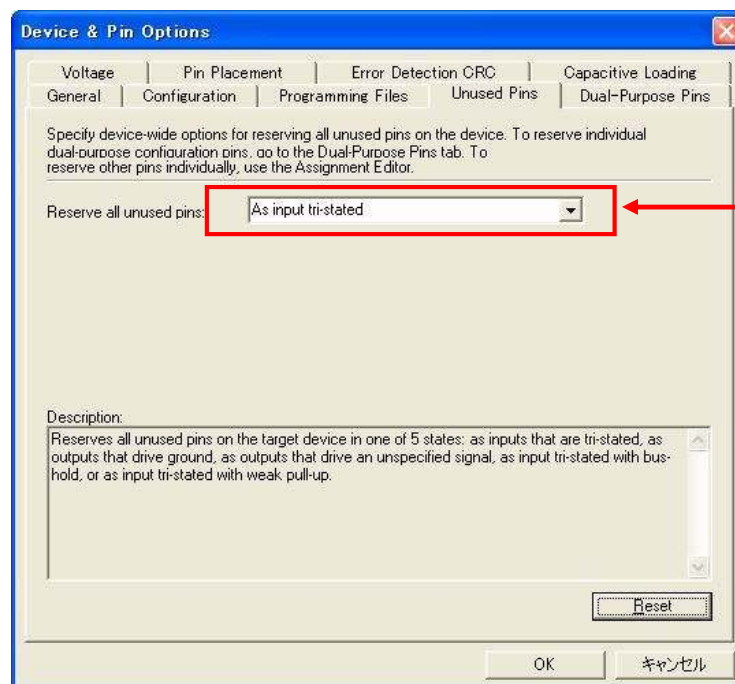 Device & Pin Options
Voltage Pin Placement Error Detection CRC Capacitive Loading
General Configuration Programming Files Unused Pins Dual-Purpose Pins
Specify device-wide options for reserving all unused pins on the device. To reserve individual
dual-purpose configuration pins, go to the Dual-Purpose Pins tab. To
reserve other pins individually, use the Assignment Editor.
Reserve all unused pins: As input tri-stated
Description:
Reserves all unused pins on the target device in one of 5 states: as inputs that are tri-stated, as
outputs that drive ground, as outputs that drive an unspecified signal, as input tri-stated with bus-
hold, or as input tri-stated with weak pull-up.
Reset
OK キャンセル